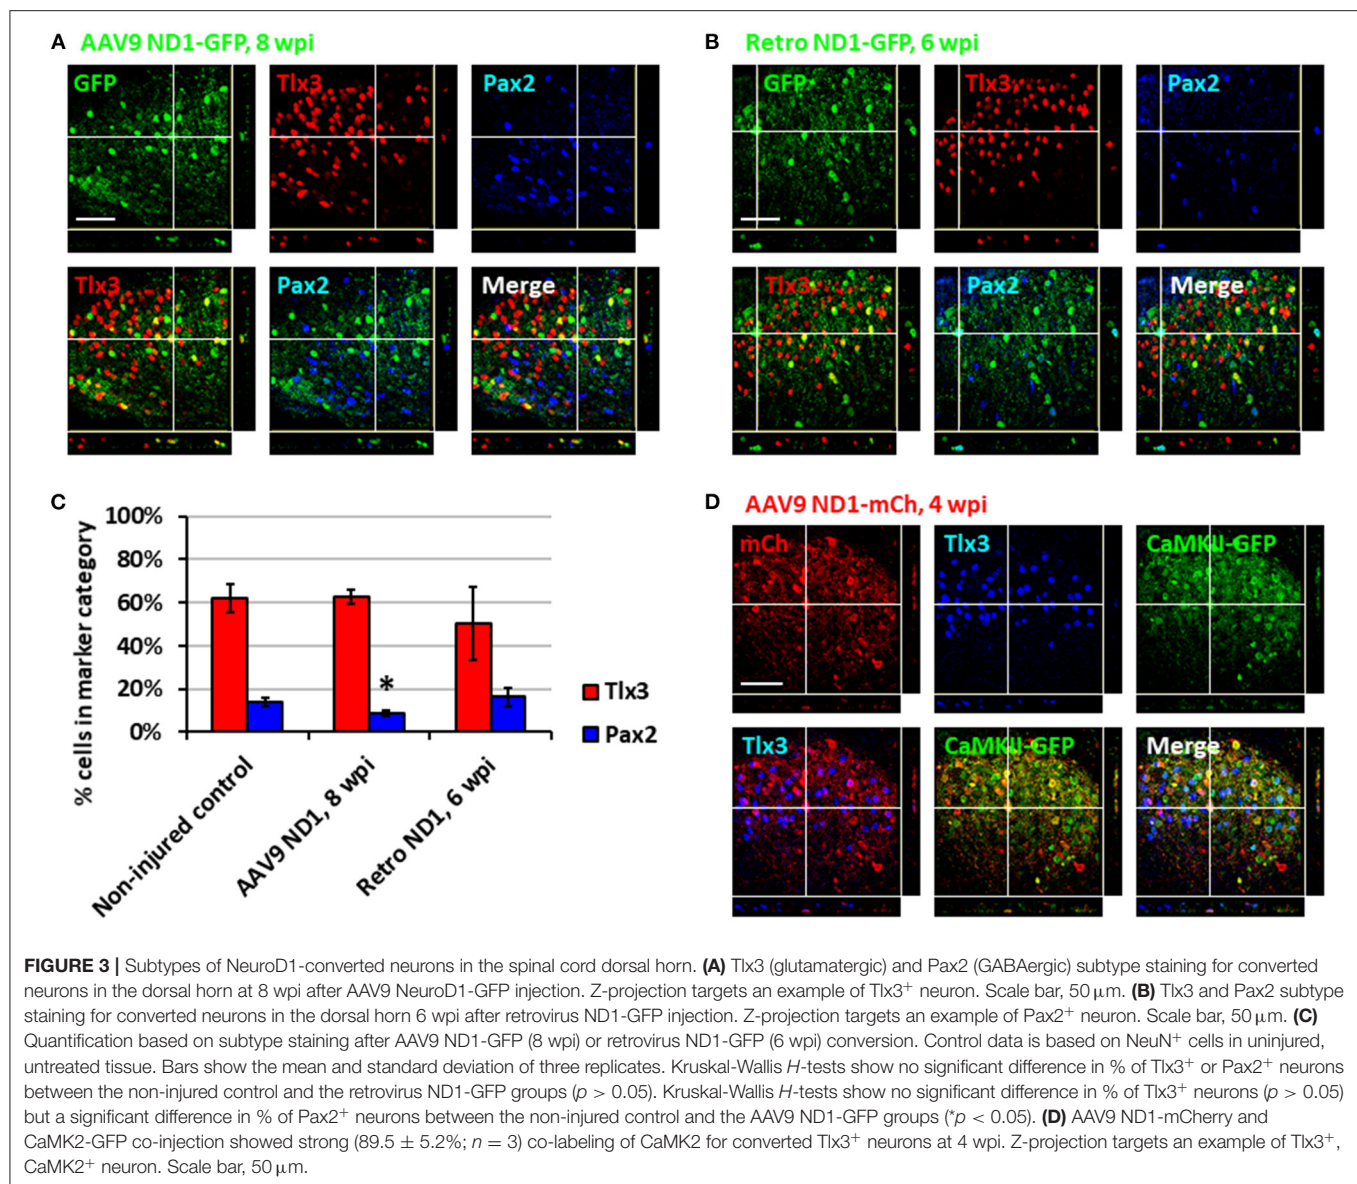 A AAV9 ND1-GFP, 8 wpi
GFP
Tlx3
Pax2
Tlx3
Pax2
Merge
B Retro ND1-GFP, 6 wpi
GFP
Tlx3
Pax2
Tlx3
Pax2
Merge
C
% cells in marker category
100%
80%
60%
40%
20%
0%
*
Non-injured control
AAV9 ND1, 8 wpi
Retro ND1, 6 wpi
Tlx3
Pax2
D AAV9 ND1-mCh, 4 wpi
mCh
Tlx3
CaMKII-GFP
Tlx3
CaMKII-GFP
Merge
FIGURE 3 | Subtypes of NeuroD1-converted neurons in the spinal cord dorsal horn. (A) Tlx3 (glutamatergic) and Pax2 (GABAergic) subtype staining for converted
neurons in the dorsal horn at 8 wpi after AAV9 NeuroD1-GFP injection. Z-projection targets an example of Tlx3⁺ neuron. Scale bar, 50 μm. (B) Tlx3 and Pax2 subtype
staining for converted neurons in the dorsal horn 6 wpi after retrovirus ND1-GFP injection. Z-projection targets an example of Pax2⁺ neuron. Scale bar, 50 μm. (C)
Quantification based on subtype staining after AAV9 ND1-GFP (8 wpi) or retrovirus ND1-GFP (6 wpi) conversion. Control data is based on NeuN⁺ cells in uninjured,
untreated tissue. Bars show the mean and standard deviation of three replicates. Kruskal-Wallis H-tests show no significant difference in % of Tlx3⁺ or Pax2⁺ neurons
between the non-injured control and the retrovirus ND1-GFP groups (p > 0.05). Kruskal-Wallis H-tests show no significant difference in % of Tlx3⁺ neurons (p > 0.05)
but a significant difference in % of Pax2⁺ neurons between the non-injured control and the AAV9 ND1-GFP groups (*p < 0.05). (D) AAV9 ND1-mCherry and
CaMK2-GFP co-injection showed strong (89.5 ± 5.2%; n = 3) co-labeling of CaMK2 for converted Tlx3⁺ neurons at 4 wpi. Z-projection targets an example of Tlx3⁺,
CaMK2⁺ neuron. Scale bar, 50 μm.